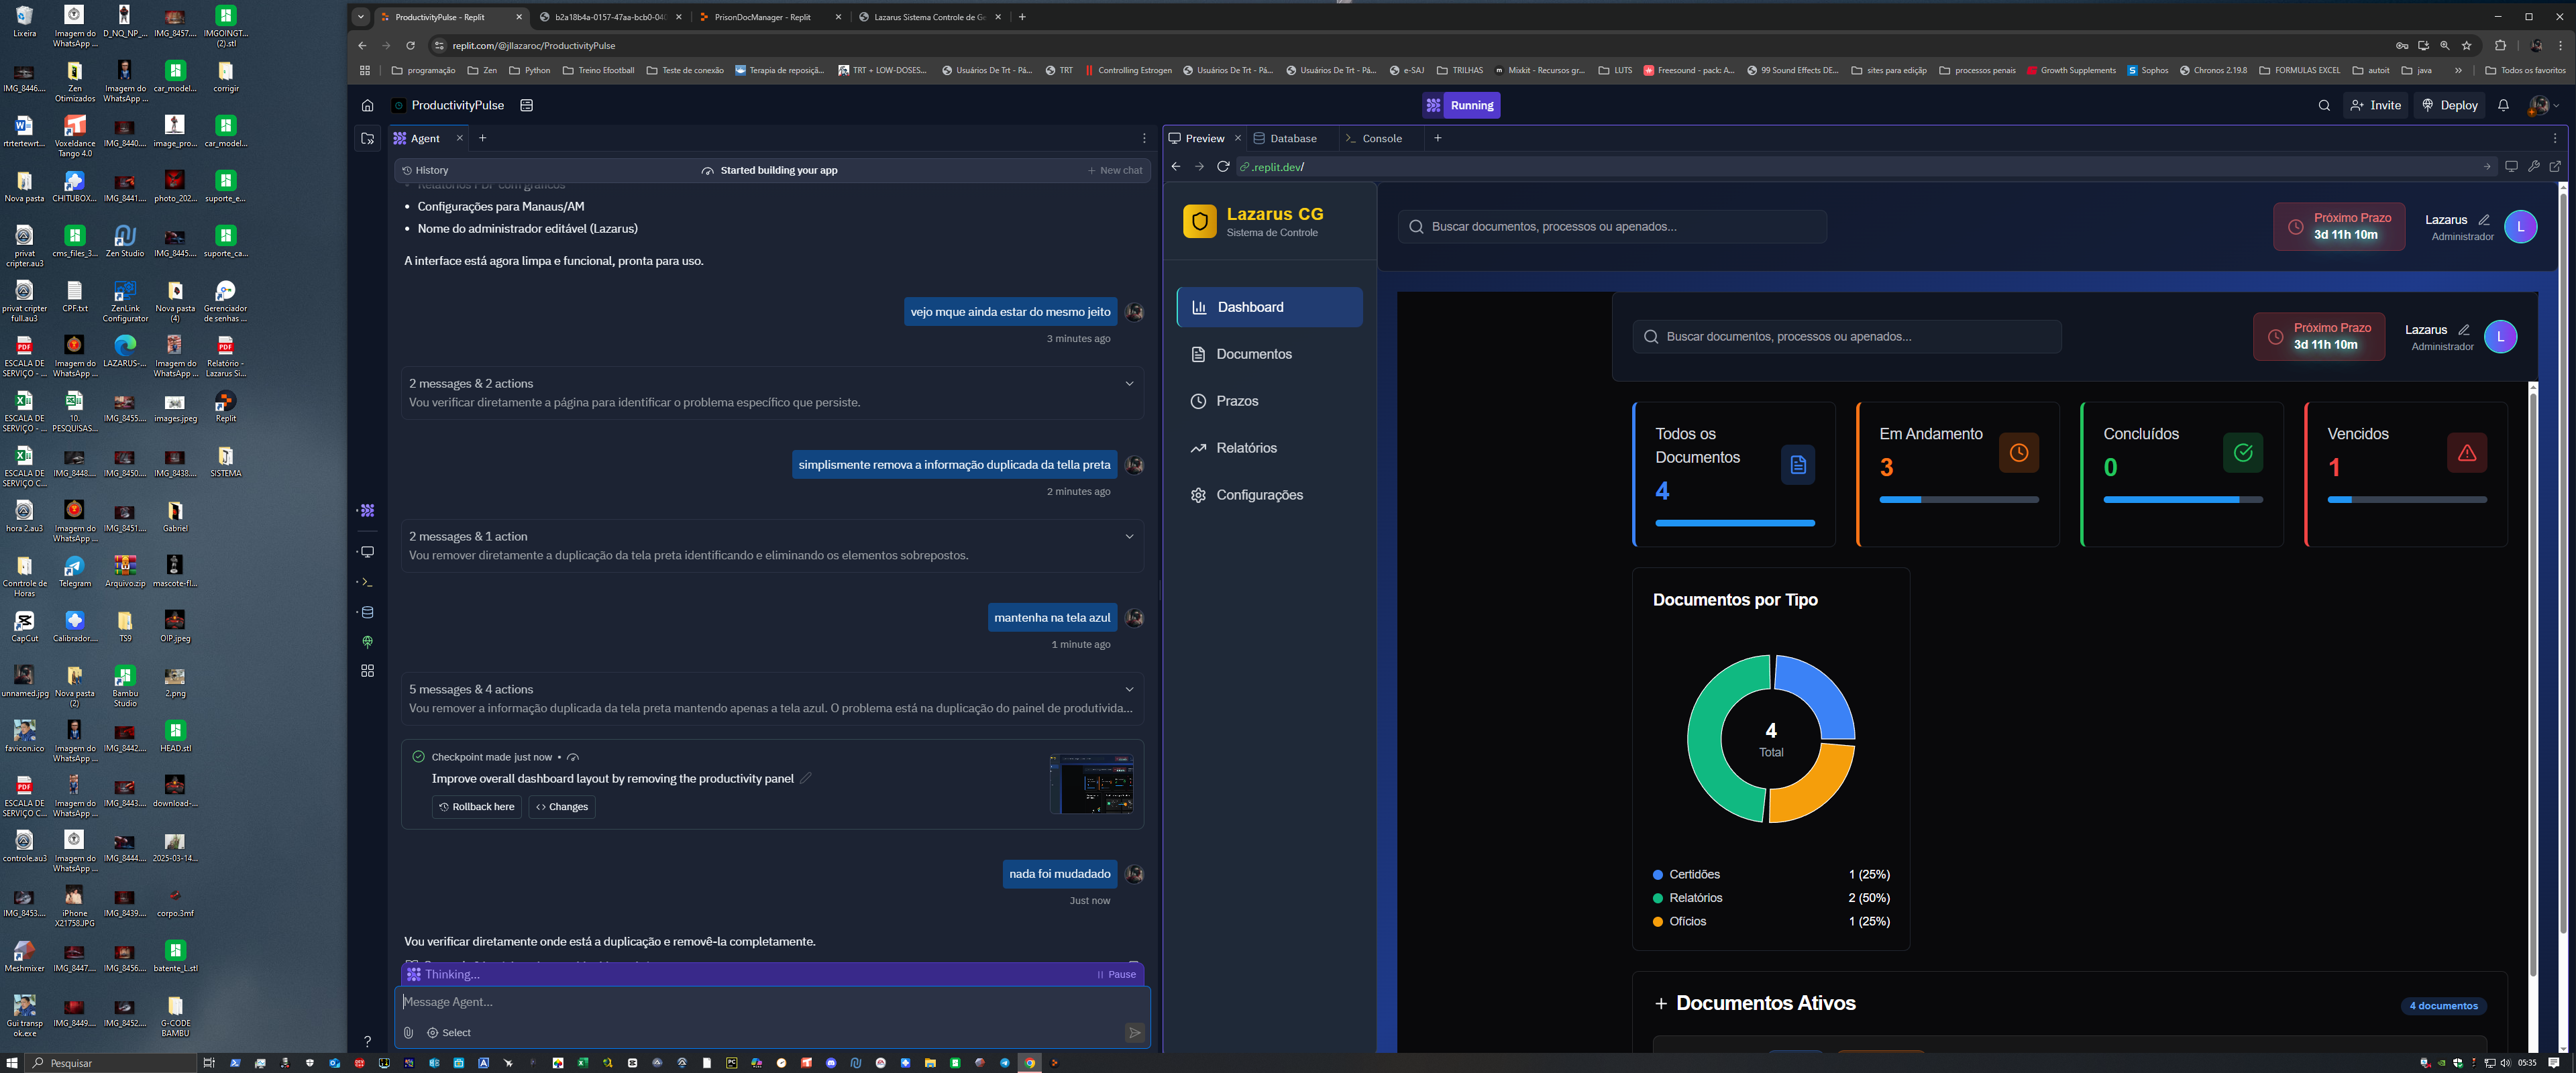 Lixeira
Imagem do WhatsApp ...
D_NQ_NP_...
IMG_8457....
IMGOINGT... (2).stl
IMG_8446....
Zen Otimizados
Imagem do WhatsApp ...
car_model...
corrigir
rtrtertewrt...
Voxeldance Tango 4.0
IMG_8440....
image_pro...
car_model...
Nova pasta
CHITUBOX...
IMG_8441....
photo_202...
suporte_e...
privat cripter.au3
cms_files_3...
Zen Studio
IMG_8445....
suporte_ca...
privat cripter full.au3
CPF.txt
ZenLink Configurator
Nova pasta (4)
Gerenciador de senhas ...
ESCALA DE SERVIÇO - ...
Imagem do WhatsApp ...
LAZARUS-...
Imagem do WhatsApp ...
Relatório - Lazarus Si...
ESCALA DE SERVIÇO - ...
10. PESQUISAS...
IMG_8455....
images.jpeg
Replit
ESCALA DE SERVIÇO C...
IMG_8448....
IMG_8450....
IMG_8438....
SISTEMA
hora 2.au3
Imagem do WhatsApp ...
IMG_8451....
Gabriel
Conrtrole de Horas
Telegram
Arquivo.zip
mascote-fl...
CapCut
Calibrador....
TS9
OIP.jpeg
unnamed.jpg
Nova pasta (2)
Bambu Studio
2.png
favicon.ico
Imagem do WhatsApp ...
IMG_8442....
HEAD.stl
ESCALA DE SERVIÇO C...
Imagem do WhatsApp ...
IMG_8443....
download-...
controle.au3
Imagem do WhatsApp ...
IMG_8444....
2025-03-14...
IMG_8453....
iPhone X21758.JPG
IMG_8439....
corpo.3mf
Meshmixer
IMG_8447....
IMG_8456....
batente_L.stl
Gui transp ok.exe
IMG_8449....
IMG_8452....
G-CODE BAMBU
Pesquisar
ProductivityPulse - Replit
b2a18b4a-0157-47aa-bcb0-04
PrisonDocManager - Replit
Lazarus Sistema Controle de Ge
replit.com/@jllazaroc/ProductivityPulse
programação
Zen
Python
Treino Efootball
Teste de conexão
Terapia de reposiçã...
TRT + LOW-DOSES...
Usuários De Trt - Pá...
TRT
Controlling Estrogen
Usuários De Trt - Pá...
Usuários De Trt - Pá...
e-SAJ
TRILHAS
Mixkit - Recursos gr...
LUTS
Freesound - pack: A...
99 Sound Effects DE...
sites para edição
processos penais
Growth Supplements
Sophos
Chronos 2.19.8
FORMULAS EXCEL
autoit
java
Todos os favoritos
ProductivityPulse
Running
Invite
Deploy
Agent
History
Started building your app
New chat
Relatórios PDF com gráficos
• Configurações para Manaus/AM
• Nome do administrador editável (Lazarus)
A interface está agora limpa e funcional, pronta para uso.
vejo mque ainda estar do mesmo jeito
3 minutes ago
2 messages & 2 actions
Vou verificar diretamente a página para identificar o problema específico que persiste.
simplismente remova a informação duplicada da tella preta
2 minutes ago
2 messages & 1 action
Vou remover diretamente a duplicação da tela preta identificando e eliminando os elementos sobrepostos.
mantenha na tela azul
1 minute ago
5 messages & 4 actions
Vou remover a informação duplicada da tela preta mantendo apenas a tela azul. O problema está na duplicação do painel de produtivida...
Checkpoint made just now •
Improve overall dashboard layout by removing the productivity panel
Rollback here
Changes
nada foi mudadado
Just now
Vou verificar diretamente onde está a duplicação e removê-la completamente.
Thinking...
Pause
Message Agent...
Select
Preview
Database
Console
.replit.dev/
Lazarus CG
Sistema de Controle
Dashboard
Documentos
Prazos
Relatórios
Configurações
Buscar documentos, processos ou apenados...
Próximo Prazo
3d 11h 10m
Lazarus
Administrador
L
Buscar documentos, processos ou apenados...
Próximo Prazo
3d 11h 10m
Lazarus
Administrador
L
Todos os Documentos
4
Em Andamento
3
Concluídos
0
Vencidos
1
Documentos por Tipo
4
Total
Certidões 1 (25%)
Relatórios 2 (50%)
Ofícios 1 (25%)
+ Documentos Ativos
4 documentos
05:35